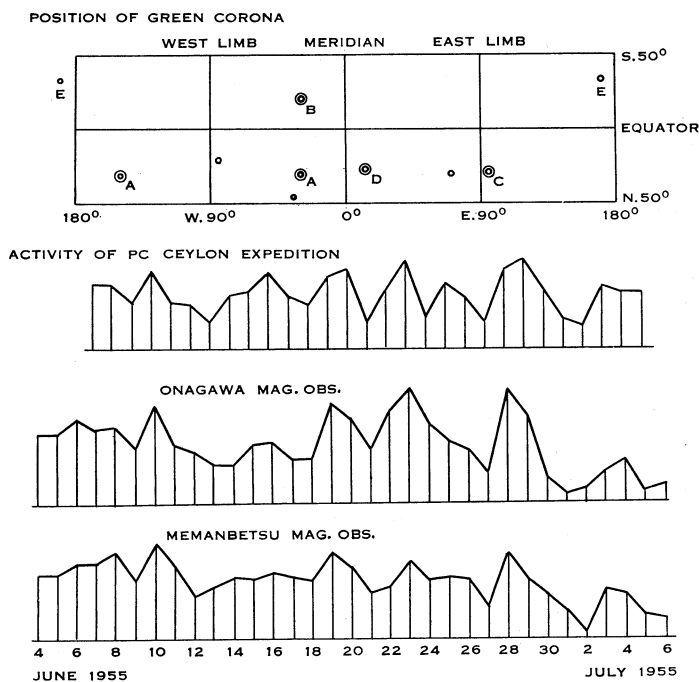 POSITION OF GREEN CORONA
WEST LIMB MERIDIAN EAST LIMB
S.50°
E
B
E
EQUATOR
A
A
D
C
N.50°
180° W.90° 0° E.90° 180°
ACTIVITY OF PC CEYLON EXPEDITION
ONAGAWA MAG. OBS.
MEMANBETSU MAG. OBS.
4 6 8 10 12 14 16 18 20 22 24 26 28 30 2 4 6
JUNE 1955 JULY 1955